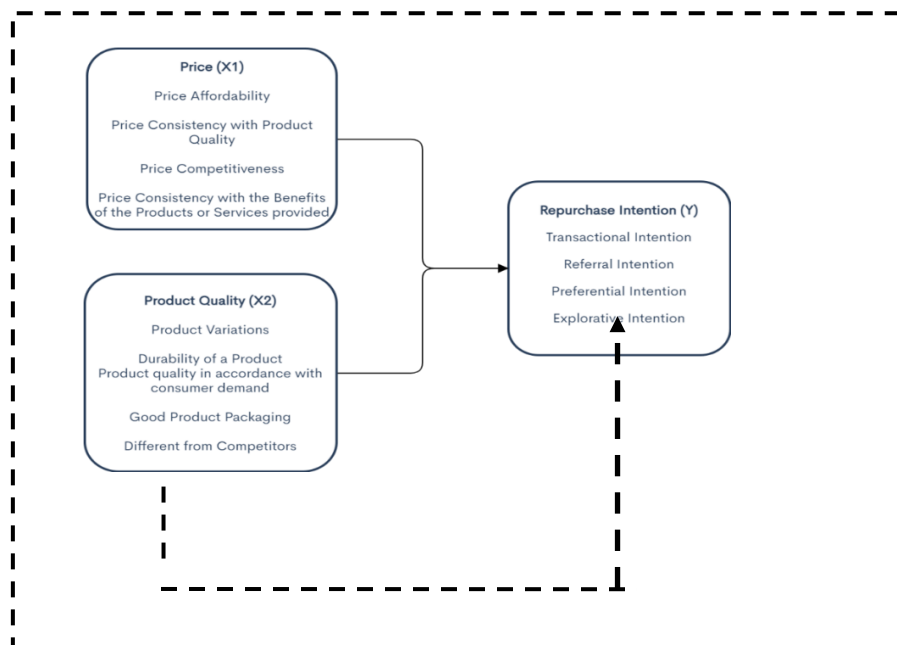 Price (X1)
Price Affordability
Price Consistency with Product
Quality
Price Competitiveness
Price Consistency with the Benefits
of the Products or Services provided
Product Quality (X2)
Product Variations
Durability of a Product
Product quality in accordance with
consumer demand
Good Product Packaging
Different from Competitors
Repurchase Intention (Y)
Transactional Intention
Referral Intention
Preferential Intention
Explorative Intention